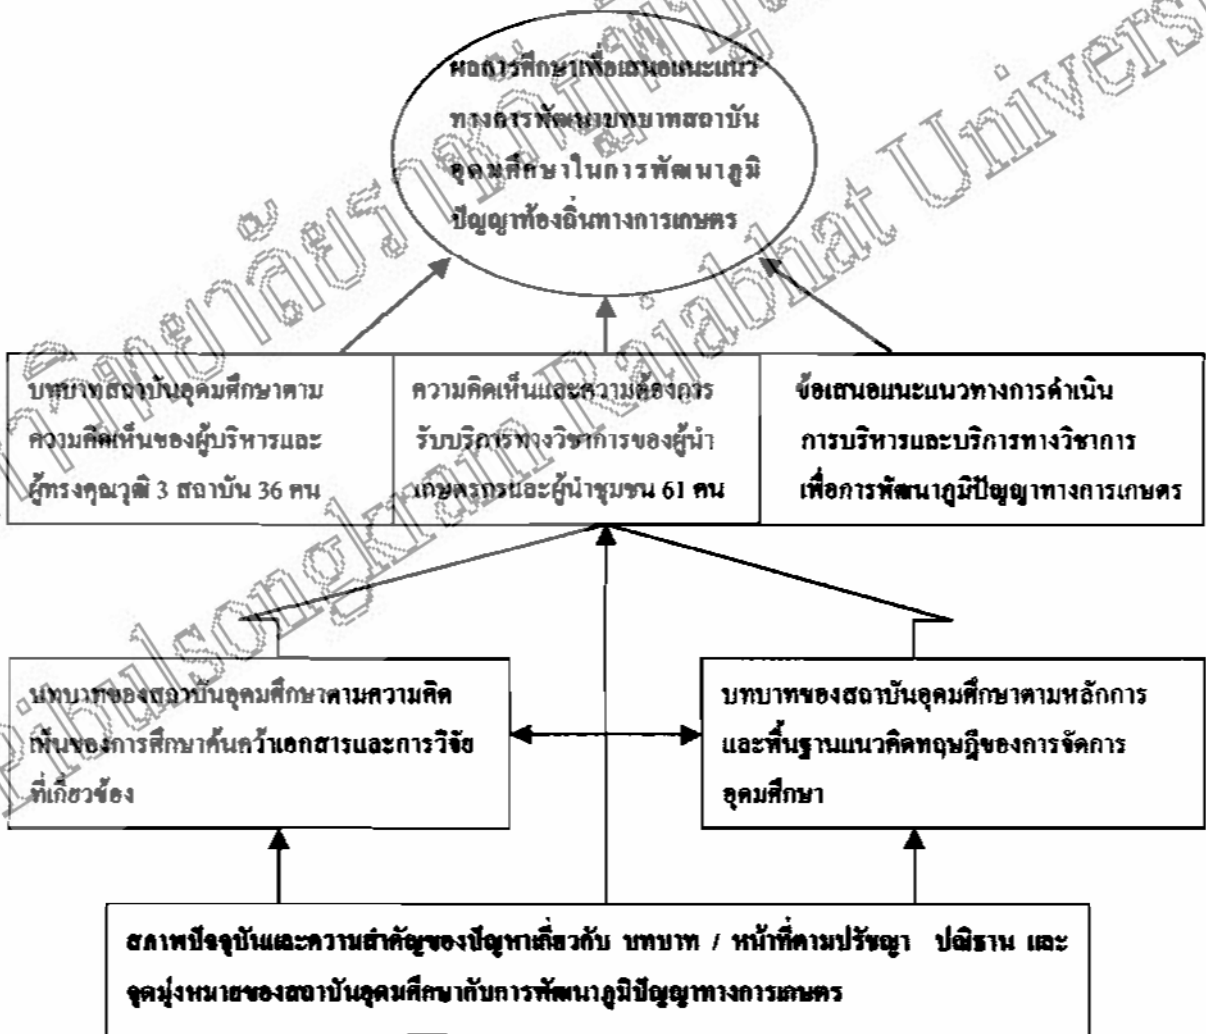 ผลการศึกษาเพื่อเสนอแนะแนว
ทางการพัฒนาบทบาทสถาบัน
อุดมศึกษาในการพัฒนาภูมิ
ปัญญาท้องถิ่นทางการเกษตร
บทบาทสถาบันอุดมศึกษาตาม
ความคิดเห็นของผู้บริหารและ
ผู้ทรงคุณวุฒิ 3 สถาบัน 36 คน
ความคิดเห็นและความต้องการ
รับบริการทางวิชาการของผู้นำ
เกษตรกรและผู้นำชุมชน 61 คน
ข้อเสนอแนะแนวทางการดำเนิน
การบริหารและบริการทางวิชาการ
เพื่อการพัฒนาภูมิปัญญาทางการเกษตร
บทบาทของสถาบันอุดมศึกษาตามความคิด
เห็นของการศึกษาค้นคว้าเอกสารและการวิจัย
ที่เกี่ยวข้อง
บทบาทของสถาบันอุดมศึกษาตามหลักการ
และพื้นฐานแนวคิดทฤษฎีของการจัดการ
อุดมศึกษา
สภาพปัจจุบันและความสำคัญของปัญหาเกี่ยวกับ บทบาท / หน้าที่ตามปรัชญา ปณิธาน และ
จุดมุ่งหมายของสถาบันอุดมศึกษากับการพัฒนาภูมิปัญญาทางการเกษตร
Pibulsongkram Rajabhat Univers